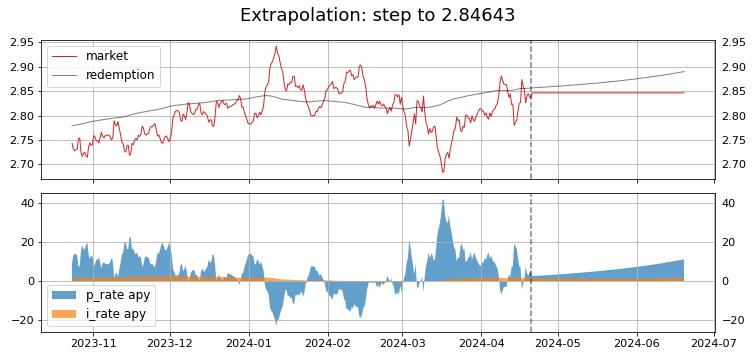 Extrapolation: step to 2.84643
2.95 2.95
market
redemption
2.90 2.90
2.85 2.85
2.80 2.80
2.75 2.75
2.70 2.70
40 40
20 20
0 0
p_rate apy
i_rate apy
−20 −20
2023-11 2023-12 2024-01 2024-02 2024-03 2024-04 2024-05 2024-06 2024-07